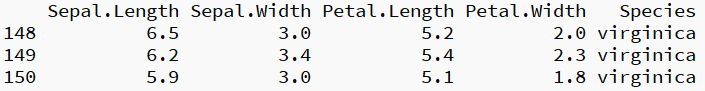 Sepal.Length Sepal.Width Petal.Length Petal.Width Species
148 6.5 3.0 5.2 2.0 virginica
149 6.2 3.4 5.4 2.3 virginica
150 5.9 3.0 5.1 1.8 virginica